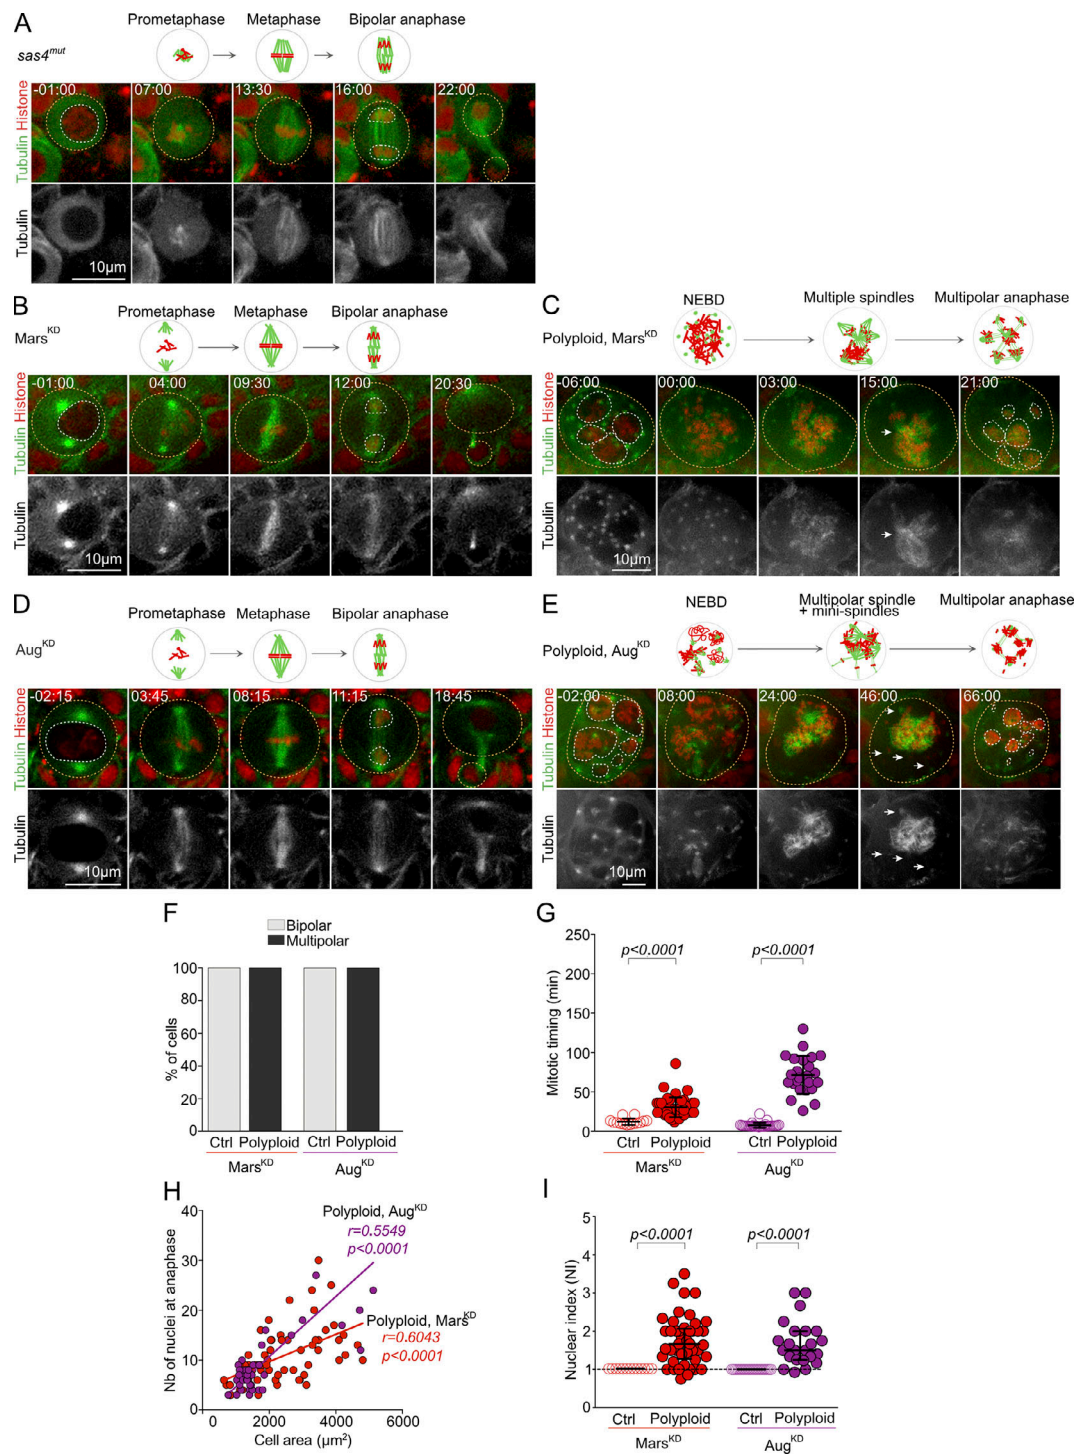 A
Prometaphase Metaphase Bipolar anaphase
sas4mut
Tubulin Histone
-01:00 07:00 13:30 16:00 22:00
Tubulin
10µm
B
Prometaphase Metaphase Bipolar anaphase
MarsKD
Tubulin Histone
-01:00 04:00 09:30 12:00 20:30
Tubulin
10µm
C
NEBD Multiple spindles Multipolar anaphase
Polyploid, MarsKD
Tubulin Histone
-06:00 00:00 03:00 15:00 21:00
Tubulin
10µm
D
Prometaphase Metaphase Bipolar anaphase
AugKD
Tubulin Histone
-02:15 03:45 08:15 11:15 18:45
Tubulin
10µm
E
NEBD Multipolar spindle + mini-spindles Multipolar anaphase
Polyploid, AugKD
Tubulin Histone
-02:00 08:00 24:00 46:00 66:00
Tubulin
10µm
F
Bipolar
Multipolar
% of cells
100
80
60
40
20
0
Ctrl Polyploid Ctrl Polyploid
MarsKD AugKD
G
Mitotic timing (min)
250
200
150
100
50
0
p<0.0001 p<0.0001
Ctrl Polyploid Ctrl Polyploid
MarsKD AugKD
H
Nb of nuclei at anaphase
40
30
20
10
0
Polyploid, AugKD
r=0.5549
p<0.0001
Polyploid, MarsKD
r=0.6043
p<0.0001
0 2000 4000 6000
Cell area (µm2)
I
Nuclear index (NI)
5
4
3
2
1
0
p<0.0001 p<0.0001
Ctrl Polyploid Ctrl Polyploid
MarsKD AugKD